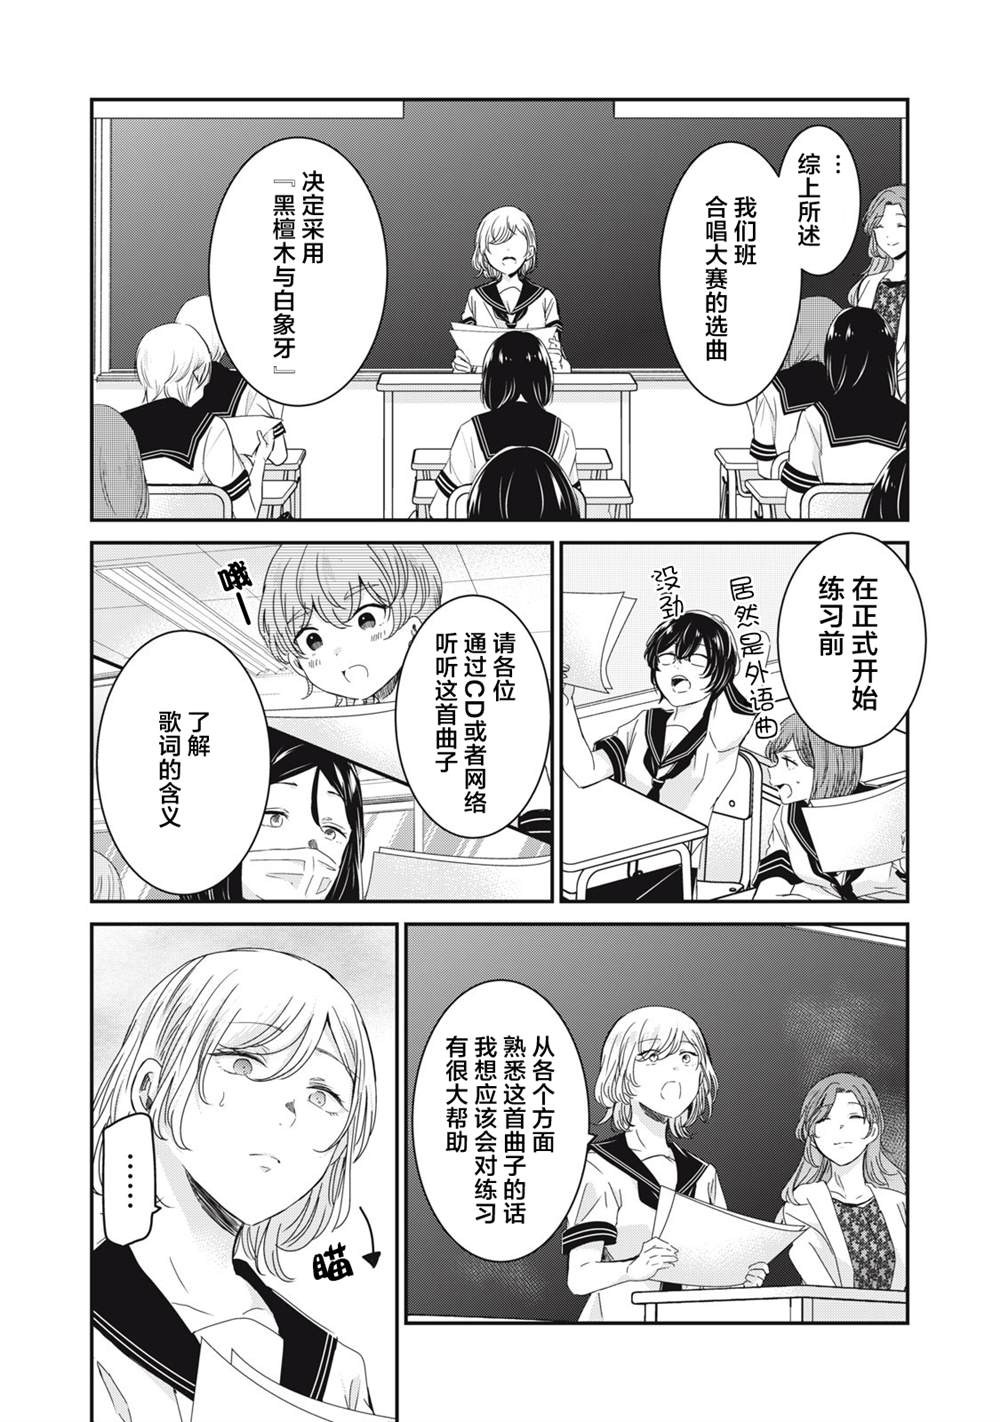 …
综上所述
我们班
合唱大赛的选曲
决定采用
『黑檀木与白象牙』
在正式开始
练习前
居然是外语曲
没劲
请各位
通过CD或者网络
听听这首曲子
哦—
了解
歌词的含义
从各个方面
熟悉这首曲子的话
我想应该会对练习
有很大帮助
瞄
……